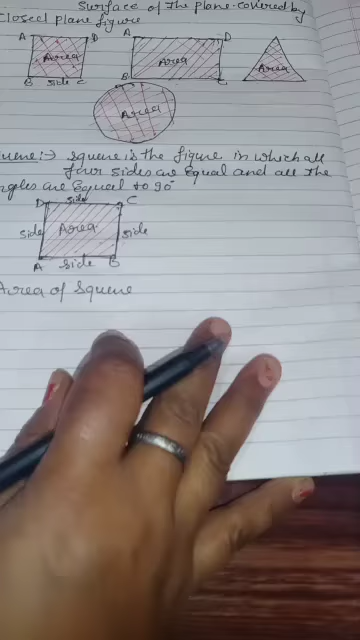 Surface of the plane covered by
closed plane figure
A D A D
Area Area Area
B side C B C
Area
squene is the figure in which all
four sides are Equal and all the
angles are Equal to 90°
D side C
side Area side
A side B
Area of Squene